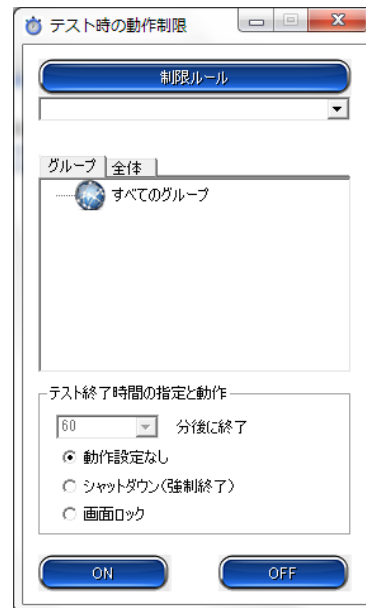 テスト時の動作制限
制限ルール
グループ 全体
すべてのグループ
テスト終了時間の指定と動作
60 分後に終了
動作設定なし
シャットダウン(強制終了)
画面ロック
ON OFF